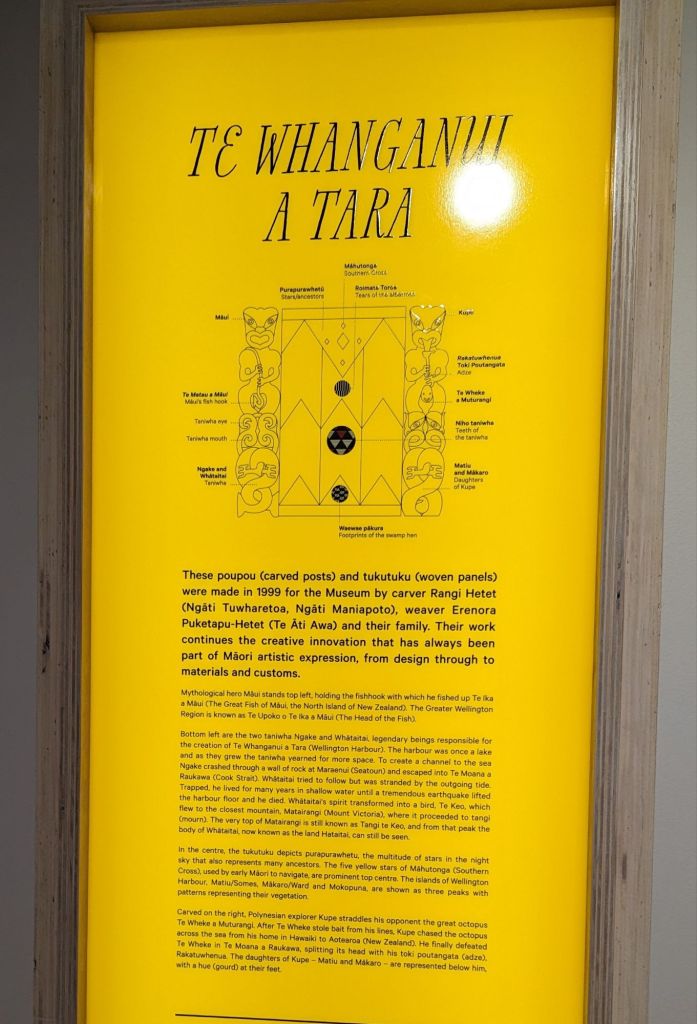 TE WHANGANUI
A TARA
Māhutonga
Southern Cross
Purapurawhetū
Stars/ancestors
Roimata Toroa
Tears of the albatross
Māui
Kupe
Rakatuwhenua
Toki Poutangata
Adze
Te Matau a Māui
Māui's fish hook
Te Wheke
a Muturangi
Taniwha eye
Niho taniwha
Teeth of
the taniwha
Taniwha mouth
Ngake and
Whātaitai
Taniwha
Matiu
and Mākaro
Daughters
of Kupe
Waewae pākura
Footprints of the swamp hen
These poupou (carved posts) and tukutuku (woven panels)
were made in 1999 for the Museum by carver Rangi Hetet
(Ngāti Tuwharetoa, Ngāti Maniapoto), weaver Erenora
Puketapu-Hetet (Te Āti Awa) and their family. Their work
continues the creative innovation that has always been
part of Māori artistic expression, from design through to
materials and customs.
Mythological hero Māui stands top left, holding the fishhook with which he fished up Te Ika
a Māui (The Great Fish of Māui, the North Island of New Zealand). The Greater Wellington
Region is known as Te Upoko o Te Ika a Māui (The Head of the Fish).
Bottom left are the two taniwha Ngake and Whātaitai, legendary beings responsible for
the creation of Te Whanganui a Tara (Wellington Harbour). The harbour was once a lake
and as they grew the taniwha yearned for more space. To create a channel to the sea
Ngake crashed through a wall of rock at Maraenui (Seatoun) and escaped into Te Moana a
Raukawa (Cook Strait). Whātaitai tried to follow but was stranded by the outgoing tide.
Trapped, he lived for many years in shallow water until a tremendous earthquake lifted
the harbour floor and he died. Whātaitai's spirit transformed into a bird, Te Keo, which
flew to the closest mountain, Matairangi (Mount Victoria), where it proceeded to tangi
(mourn). The very top of Matairangi is still known as Tangi te Keo, and from that peak the
body of Whātaitai, now known as the land Hataitai, can still be seen.
In the centre, the tukutuku depicts purapurawhetu, the multitude of stars in the night
sky that also represents many ancestors. The five yellow stars of Māhutonga (Southern
Cross), used by early Māori to navigate, are prominent top centre. The islands of Wellington
Harbour, Matiu/Somes, Mākaro/Ward and Mokopuna, are shown as three peaks with
patterns representing their vegetation.
Carved on the right, Polynesian explorer Kupe straddles his opponent the great octopus
Te Wheke a Muturangi. After Te Wheke stole bait from his lines, Kupe chased the octopus
across the sea from his home in Hawaiki to Aotearoa (New Zealand). He finally defeated
Te Wheke in Te Moana a Raukawa, splitting its head with his toki poutangata (adze),
Rakatuwhenua. The daughters of Kupe – Matiu and Mākaro – are represented below him,
with a hue (gourd) at their feet.